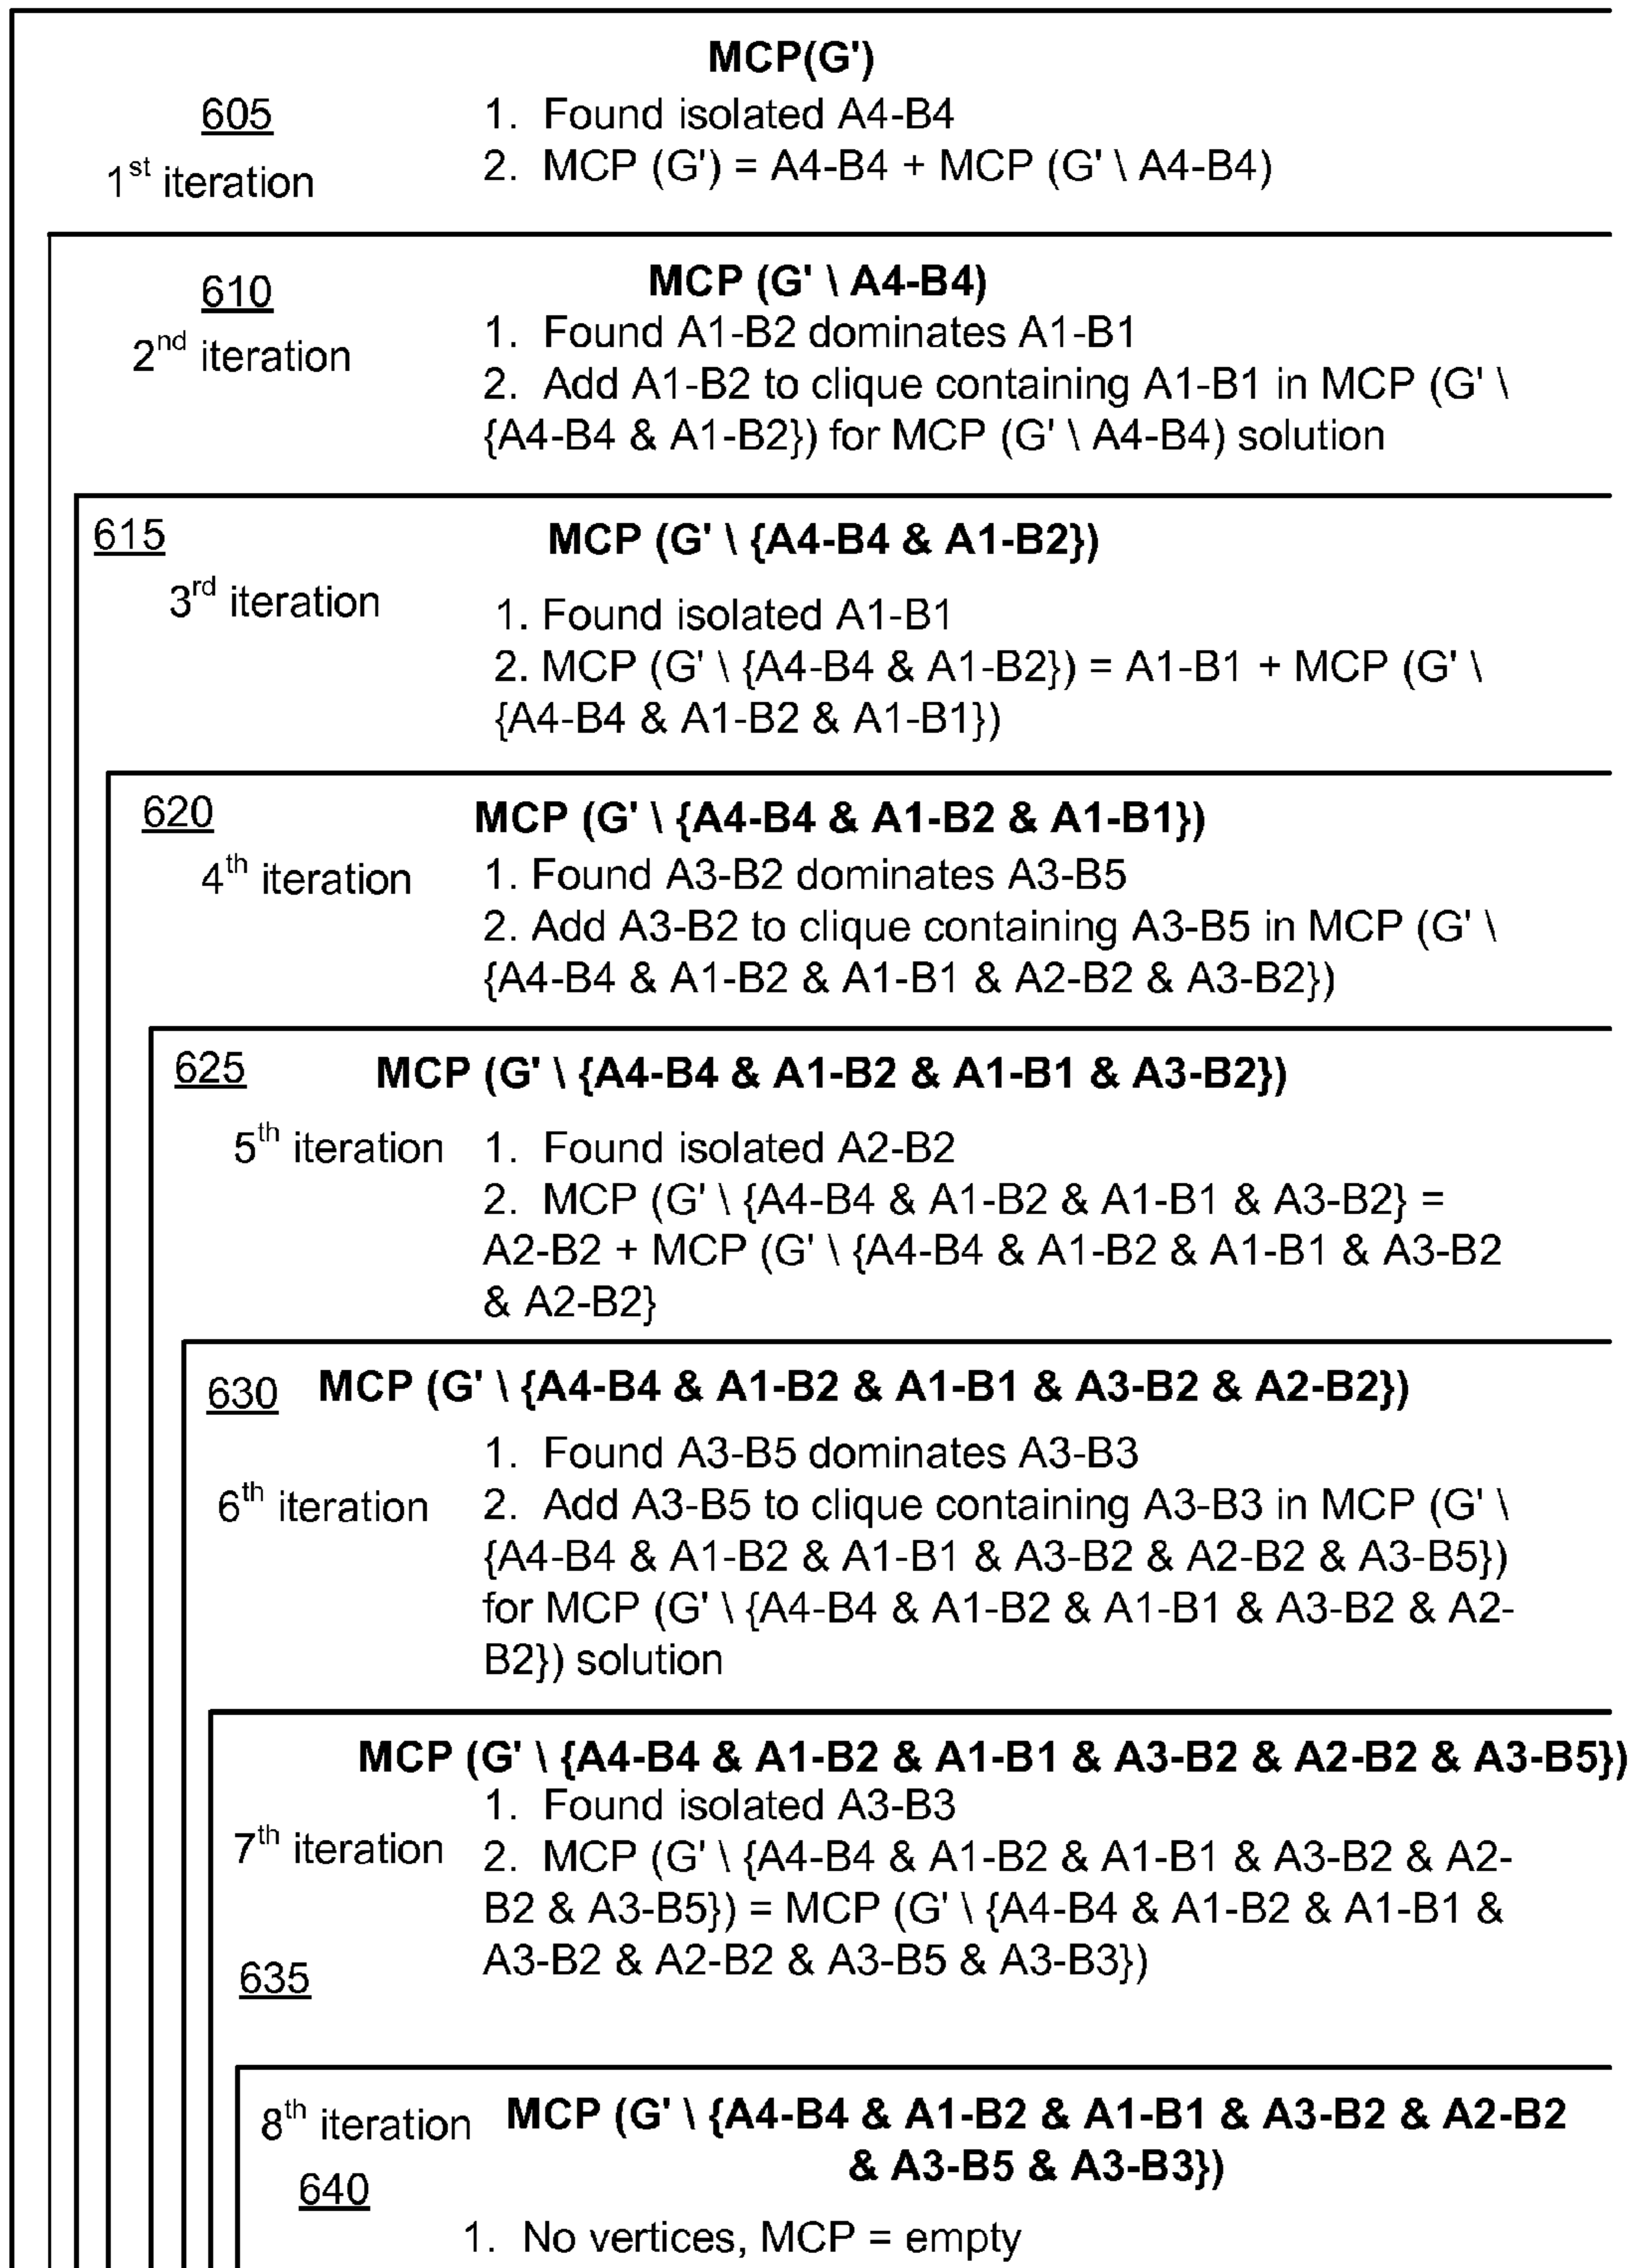 MCP(G')
605
1. Found isolated A4-B4
1st iteration
2. MCP (G') = A4-B4 + MCP (G' \ A4-B4)
610
MCP (G' \ A4-B4)
2nd iteration
1. Found A1-B2 dominates A1-B1
2. Add A1-B2 to clique containing A1-B1 in MCP (G' \
{A4-B4 & A1-B2}) for MCP (G' \ A4-B4) solution
615
MCP (G' \ {A4-B4 & A1-B2})
3rd iteration
1. Found isolated A1-B1
2. MCP (G' \ {A4-B4 & A1-B2}) = A1-B1 + MCP (G' \
{A4-B4 & A1-B2 & A1-B1})
620
MCP (G' \ {A4-B4 & A1-B2 & A1-B1})
4th iteration
1. Found A3-B2 dominates A3-B5
2. Add A3-B2 to clique containing A3-B5 in MCP (G' \
{A4-B4 & A1-B2 & A1-B1 & A2-B2 & A3-B2})
625
MCP (G' \ {A4-B4 & A1-B2 & A1-B1 & A3-B2})
5th iteration
1. Found isolated A2-B2
2. MCP (G' \ {A4-B4 & A1-B2 & A1-B1 & A3-B2} =
A2-B2 + MCP (G' \ {A4-B4 & A1-B2 & A1-B1 & A3-B2
& A2-B2}
630
MCP (G' \ {A4-B4 & A1-B2 & A1-B1 & A3-B2 & A2-B2})
6th iteration
1. Found A3-B5 dominates A3-B3
2. Add A3-B5 to clique containing A3-B3 in MCP (G' \
{A4-B4 & A1-B2 & A1-B1 & A3-B2 & A2-B2 & A3-B5})
for MCP (G' \ {A4-B4 & A1-B2 & A1-B1 & A3-B2 & A2-
B2}) solution
MCP (G' \ {A4-B4 & A1-B2 & A1-B1 & A3-B2 & A2-B2 & A3-B5})
7th iteration
1. Found isolated A3-B3
2. MCP (G' \ {A4-B4 & A1-B2 & A1-B1 & A3-B2 & A2-
B2 & A3-B5}) = MCP (G' \ {A4-B4 & A1-B2 & A1-B1 &
A3-B2 & A2-B2 & A3-B5 & A3-B3})
635
8th iteration
MCP (G' \ {A4-B4 & A1-B2 & A1-B1 & A3-B2 & A2-B2
& A3-B5 & A3-B3})
640
1. No vertices, MCP = empty